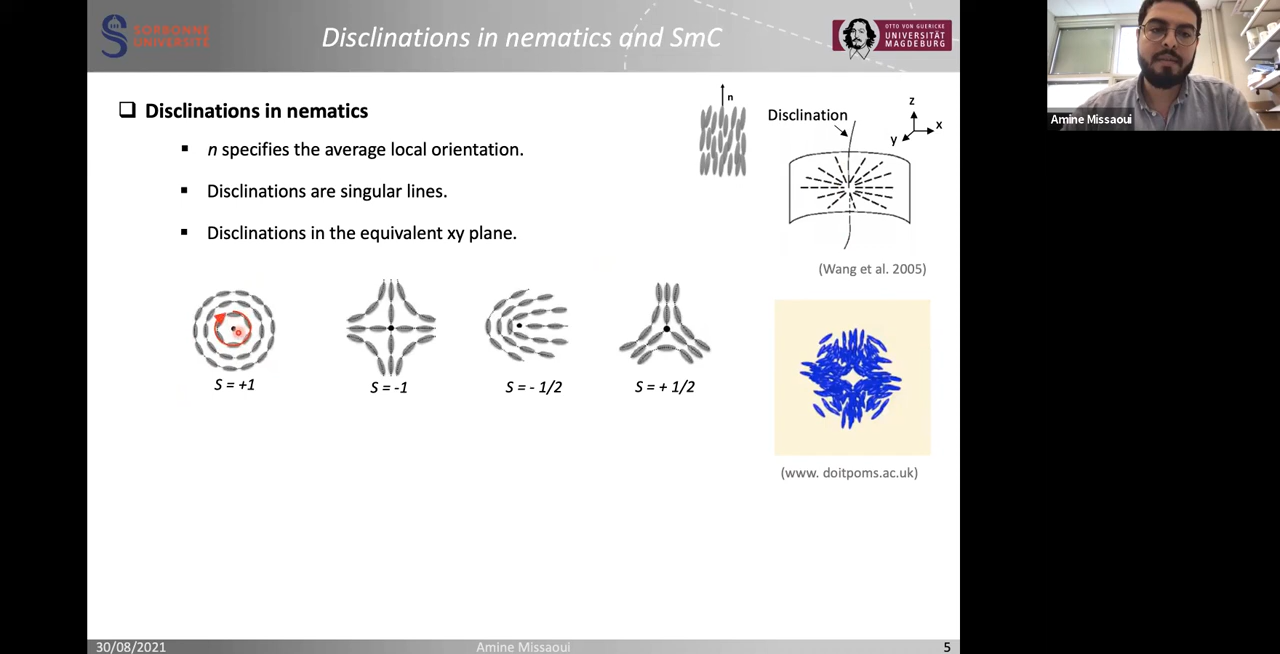 SORBONNE
UNIVERSITÉ
Disclinations in nematics and SmC
OTTO VON GUERICKE
UNIVERSITÄT
MAGDEBURG
Amine Missaoui
❑ Disclinations in nematics
▪ n specifies the average local orientation.
▪ Disclinations are singular lines.
▪ Disclinations in the equivalent xy plane.
n
Disclination
z
x
y
(Wang et al. 2005)
S = +1
S = -1
S = - 1/2
S = + 1/2
(www. doitpoms.ac.uk)
30/08/2021
Amine Missaoui
5